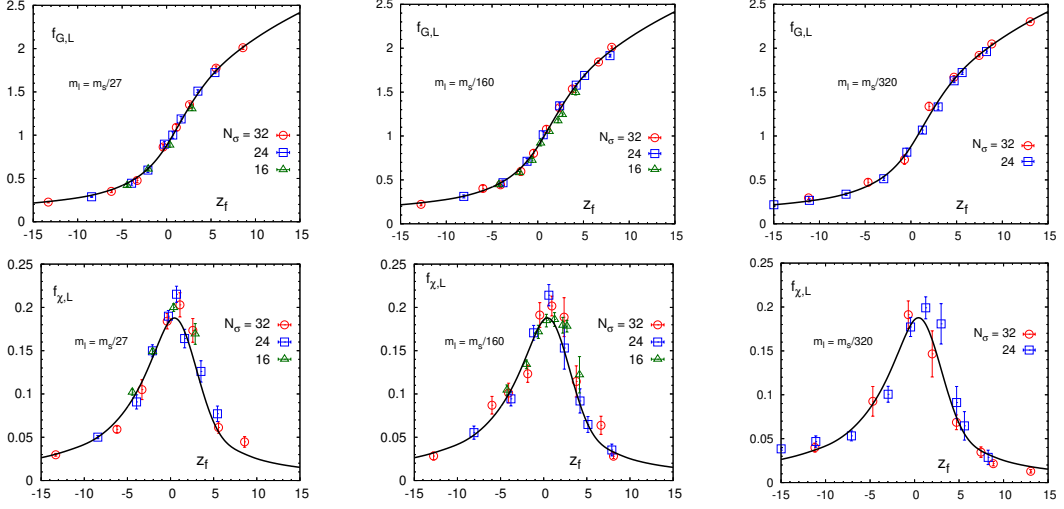 2.5
2
1.5
1
0.5
0
f_G,L
m_l = m_s/27
N_σ = 32
24
16
z_f
-15 -10 -5 0 5 10 15
2.5
2
1.5
1
0.5
0
f_G,L
m_l = m_s/160
N_σ = 32
24
16
z_f
-15 -10 -5 0 5 10 15
2.5
2
1.5
1
0.5
0
f_G,L
m_l = m_s/320
N_σ = 32
24
z_f
-15 -10 -5 0 5 10 15
0.25
0.2
0.15
0.1
0.05
0
f_χ,L
m_l = m_s/27
N_σ = 32
24
16
z_f
-15 -10 -5 0 5 10 15
0.25
0.2
0.15
0.1
0.05
0
f_χ,L
m_l = m_s/160
N_σ = 32
24
16
z_f
-15 -10 -5 0 5 10 15
0.25
0.2
0.15
0.1
0.05
0
f_χ,L
m_l = m_s/320
N_σ = 32
24
z_f
-15 -10 -5 0 5 10 15